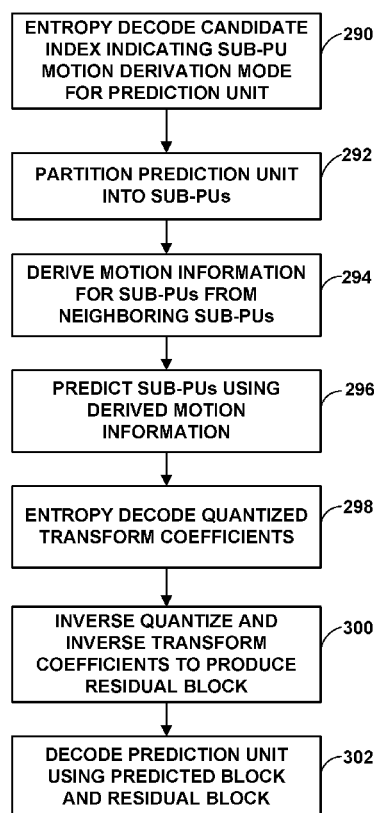 ENTROPY DECODE CANDIDATE
INDEX INDICATING SUB-PU
MOTION DERIVATION MODE
FOR PREDICTION UNIT
290
PARTITION PREDICTION UNIT
INTO SUB-PUs
292
DERIVE MOTION INFORMATION
FOR SUB-PUs FROM
NEIGHBORING SUB-PUs
294
PREDICT SUB-PUs USING
DERIVED MOTION
INFORMATION
296
ENTROPY DECODE QUANTIZED
TRANSFORM COEFFICIENTS
298
INVERSE QUANTIZE AND
INVERSE TRANSFORM
COEFFICIENTS TO PRODUCE
RESIDUAL BLOCK
300
DECODE PREDICTION UNIT
USING PREDICTED BLOCK
AND RESIDUAL BLOCK
302